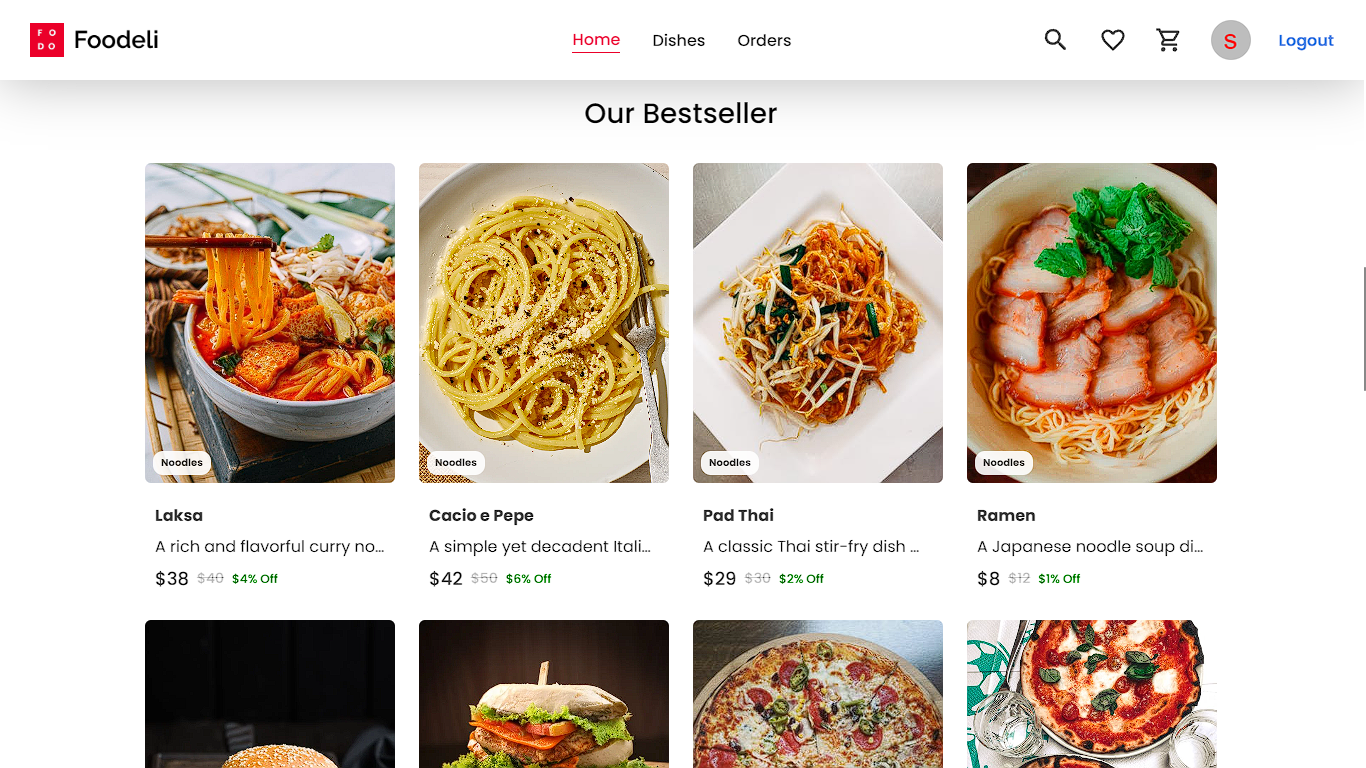 FO
DO
Foodeli
Home
Dishes
Orders
S
Logout
Our Bestseller
Noodles
Noodles
Noodles
Noodles
Laksa
A rich and flavorful curry no...
$38 $40 $4% Off
Cacio e Pepe
A simple yet decadent Itali...
$42 $50 $6% Off
Pad Thai
A classic Thai stir-fry dish ...
$29 $30 $2% Off
Ramen
A Japanese noodle soup di...
$8 $12 $1% Off